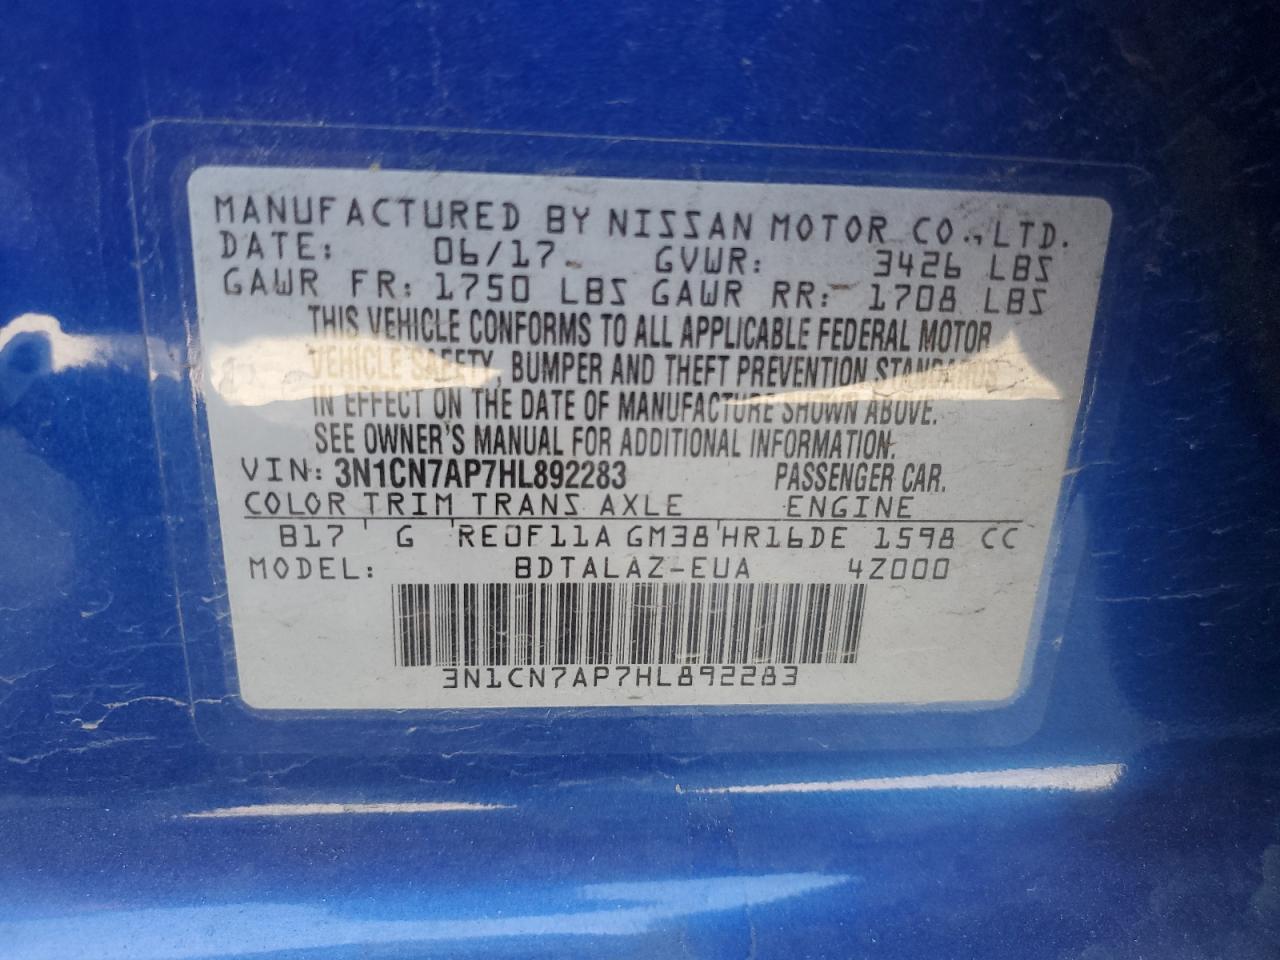 MANUFACTURED BY NISSAN MOTOR CO., LTD.
DATE: 06/17 GVWR: 3426 LBS
GAWR FR: 1750 LBS GAWR RR: 1708 LBS
THIS VEHICLE CONFORMS TO ALL APPLICABLE FEDERAL MOTOR
VEHICLE SAFETY, BUMPER AND THEFT PREVENTION STANDARDS
IN EFFECT ON THE DATE OF MANUFACTURE SHOWN ABOVE.
SEE OWNER'S MANUAL FOR ADDITIONAL INFORMATION.
VIN: 3N1CN7AP7HL892283 PASSENGER CAR.
COLOR TRIM TRANS AXLE ENGINE
B17 G RE0F11A GM38 HR16DE 1598 CC
MODEL: BDTALAZ-EUA 4Z000
3N1CN7AP7HL892283